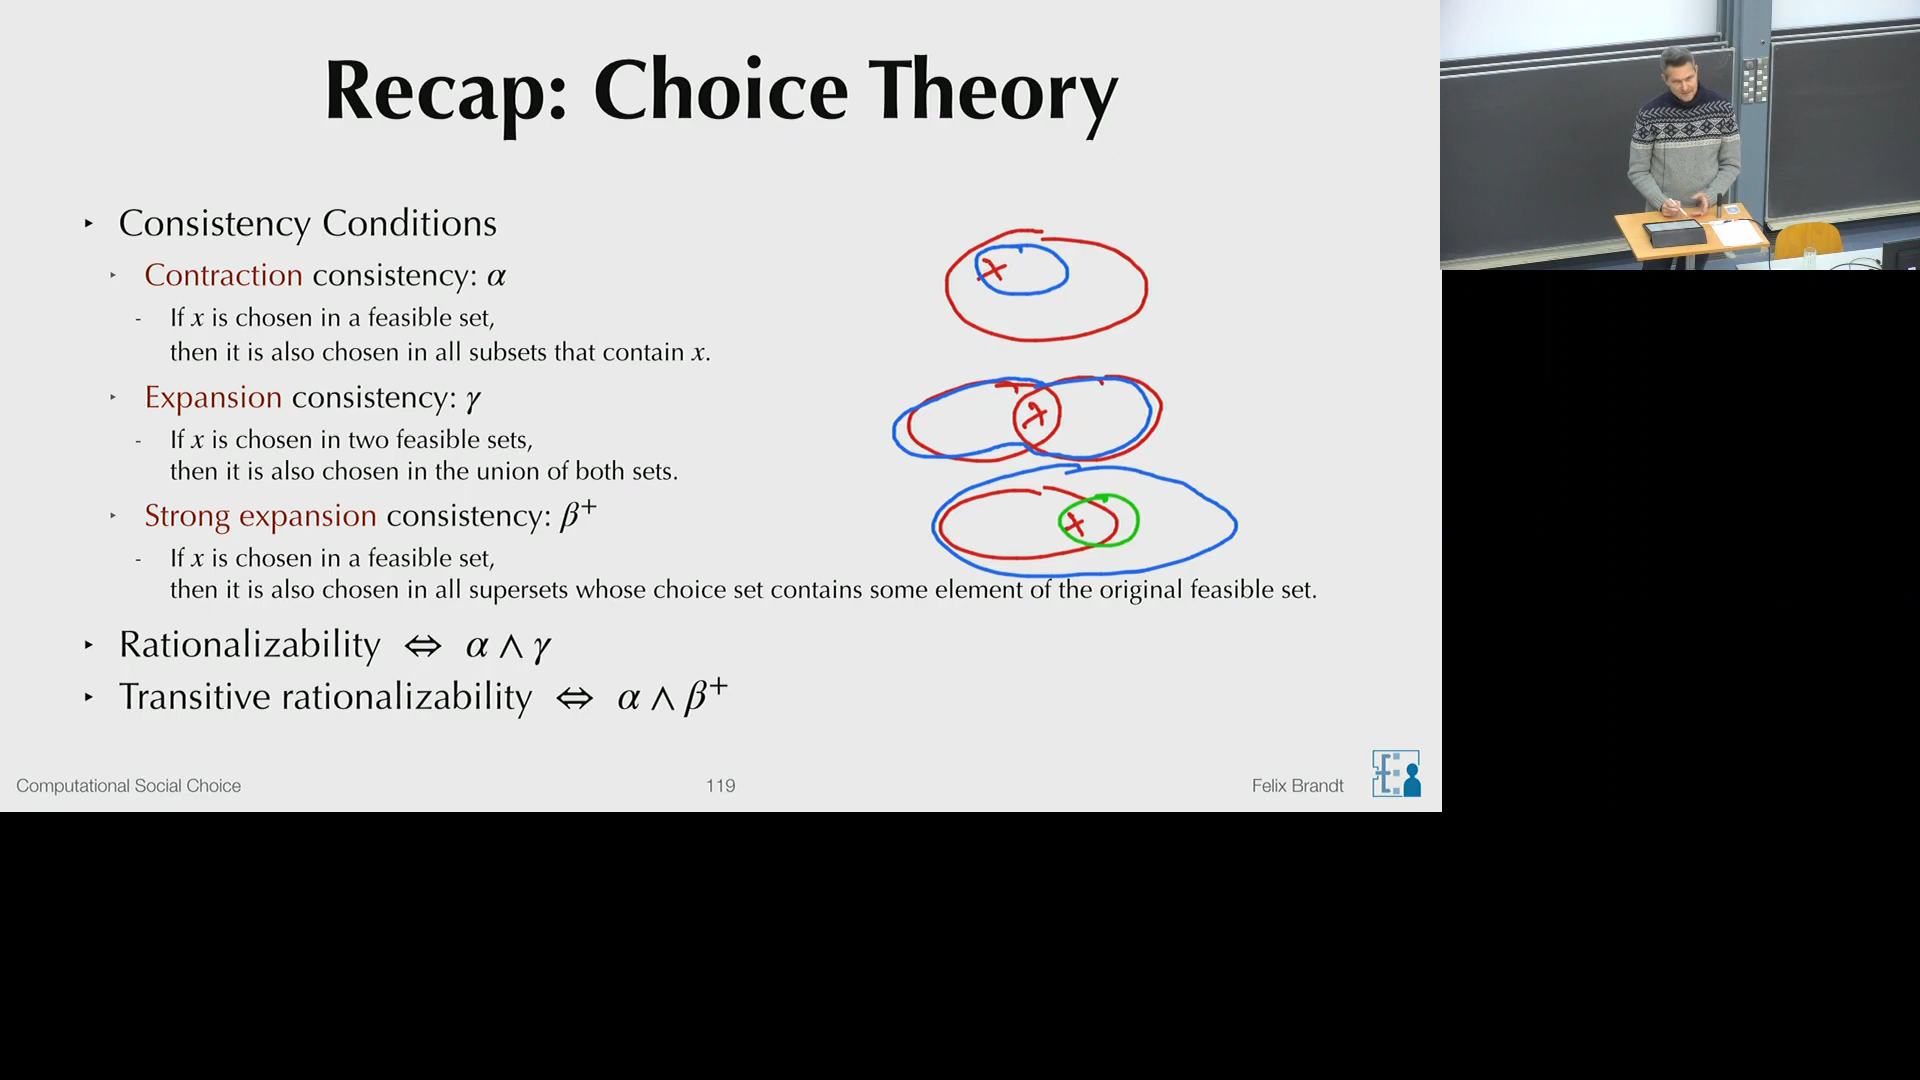 Recap: Choice Theory
‣ Consistency Conditions
‣ Contraction consistency: α
- If x is chosen in a feasible set,
then it is also chosen in all subsets that contain x.
‣ Expansion consistency: γ
- If x is chosen in two feasible sets,
then it is also chosen in the union of both sets.
‣ Strong expansion consistency: β⁺
- If x is chosen in a feasible set,
then it is also chosen in all supersets whose choice set contains some element of the original feasible set.
‣ Rationalizability ⇔ α ∧ γ
‣ Transitive rationalizability ⇔ α ∧ β⁺
x
x
x
Computational Social Choice 119 Felix Brandt